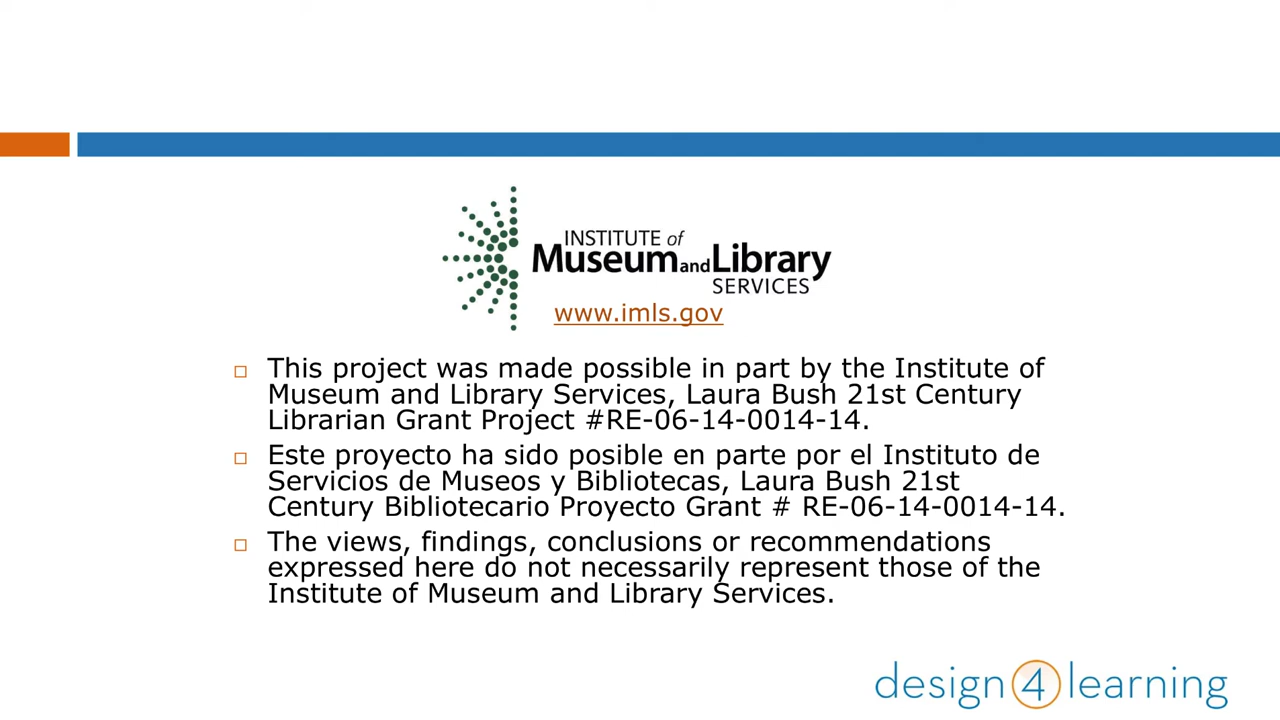 INSTITUTE of
Museum and Library
SERVICES
www.imls.gov
This project was made possible in part by the Institute of
Museum and Library Services, Laura Bush 21st Century
Librarian Grant Project #RE-06-14-0014-14.
Este proyecto ha sido posible en parte por el Instituto de
Servicios de Museos y Bibliotecas, Laura Bush 21st
Century Bibliotecario Proyecto Grant # RE-06-14-0014-14.
The views, findings, conclusions or recommendations
expressed here do not necessarily represent those of the
Institute of Museum and Library Services.
design 4 learning